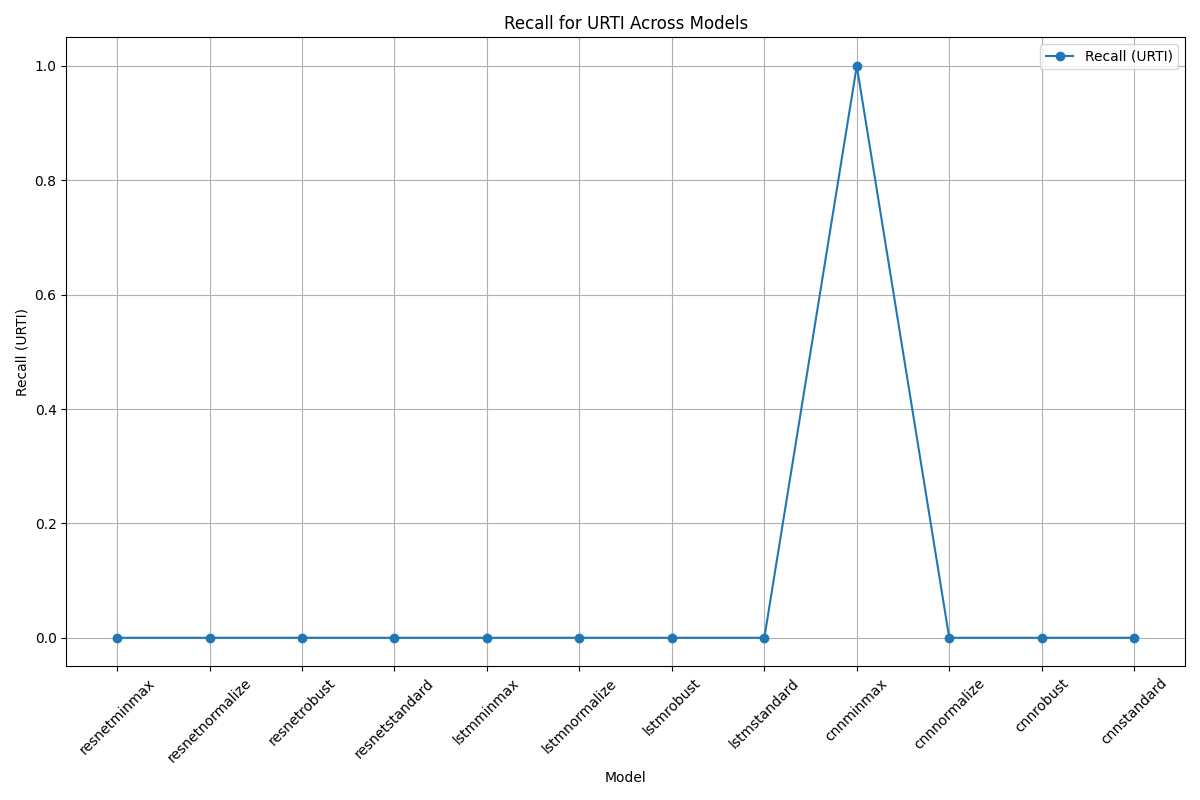 Recall for URTI Across Models
Recall (URTI)
1.0
0.8
0.6
0.4
0.2
0.0
Recall (URTI)
resnetminmax
resnetnormalize
resnetrobust
resnetstandard
lstmminmax
lstmnormalize
lstmrobust
lstmstandard
cnnminmax
cnnnormalize
cnnrobust
cnnstandard
Model